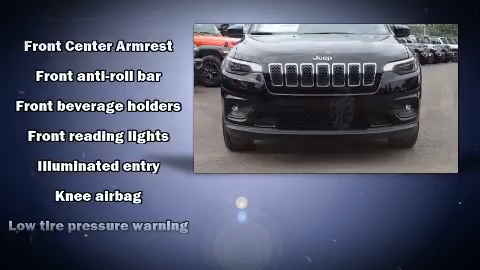 Front Center Armrest
Front anti-roll bar
Front beverage holders
Front reading lights
Illuminated entry
Knee airbag
Low tire pressure warning
Jeep